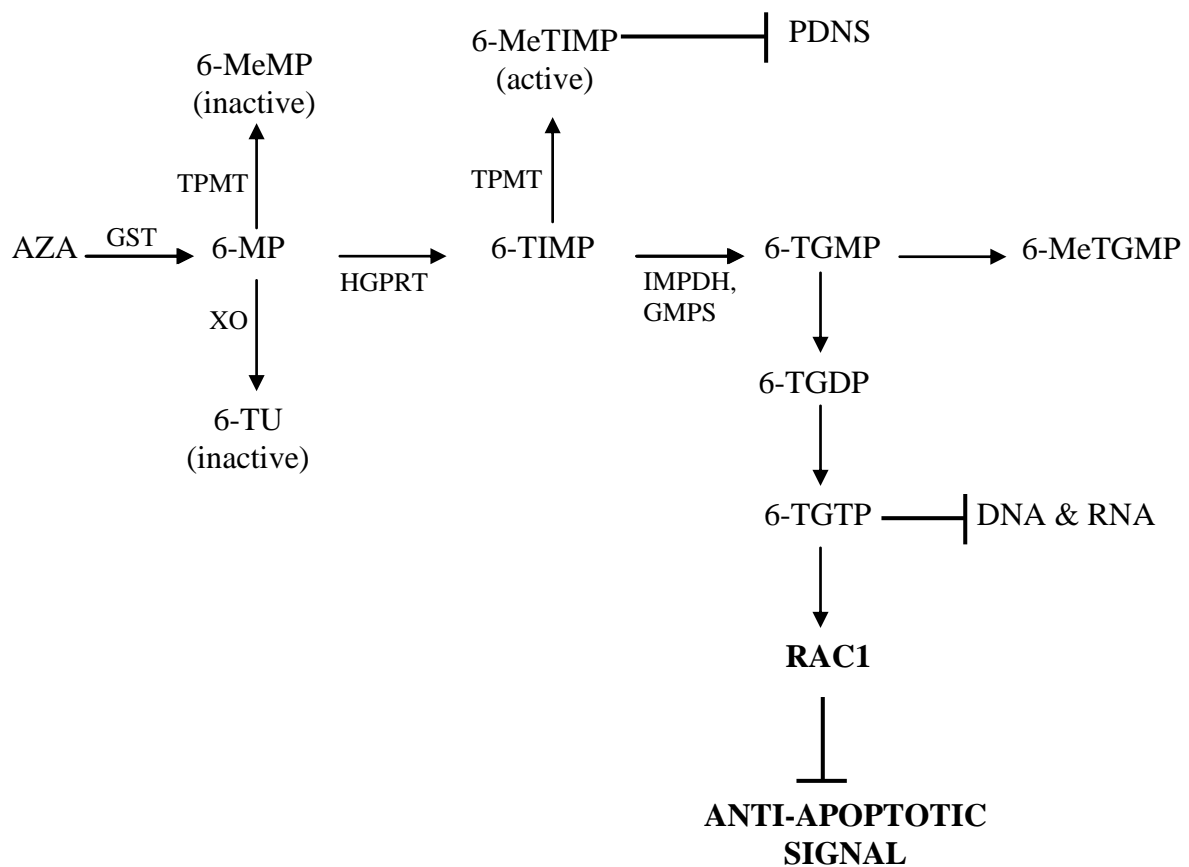 6-MeTIMP
(active)
PDNS
6-MeMP
(inactive)
TPMT
TPMT
AZA
GST
6-MP
HGPRT
6-TIMP
IMPDH,
GMPS
6-TGMP
6-MeTGMP
XO
6-TU
(inactive)
6-TGDP
6-TGTP
DNA & RNA
RAC1
ANTI-APOPTOTIC
SIGNAL